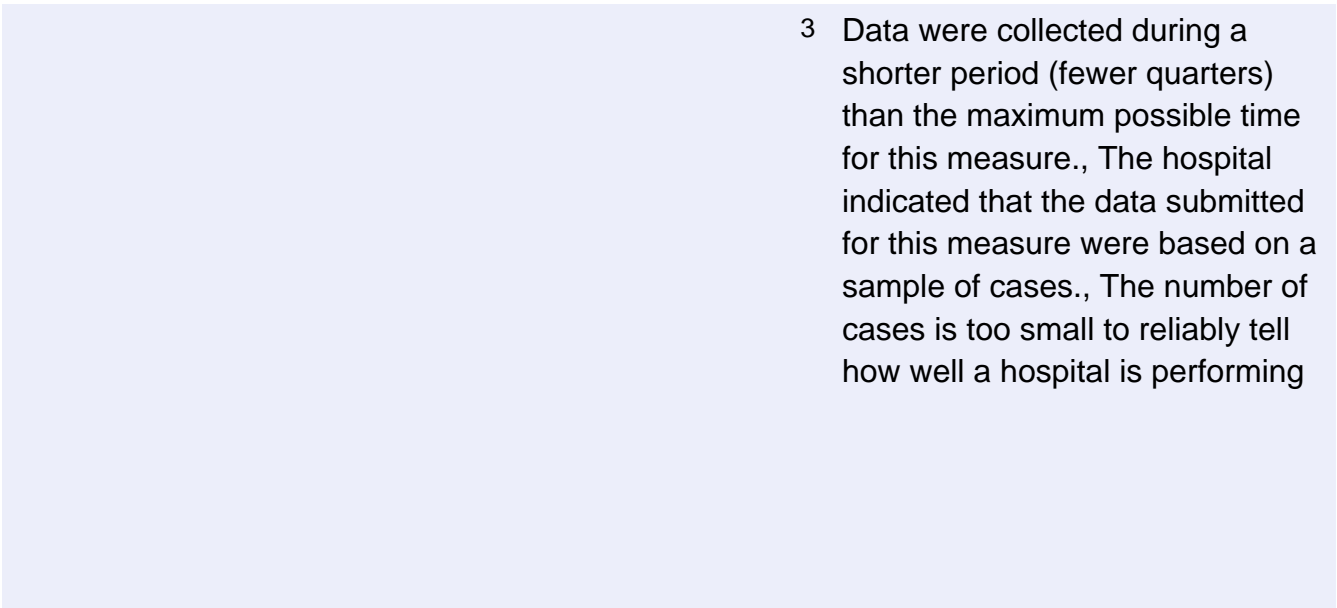 3 Data were collected during a
shorter period (fewer quarters)
than the maximum possible time
for this measure., The hospital
indicated that the data submitted
for this measure were based on a
sample of cases., The number of
cases is too small to reliably tell
how well a hospital is performing